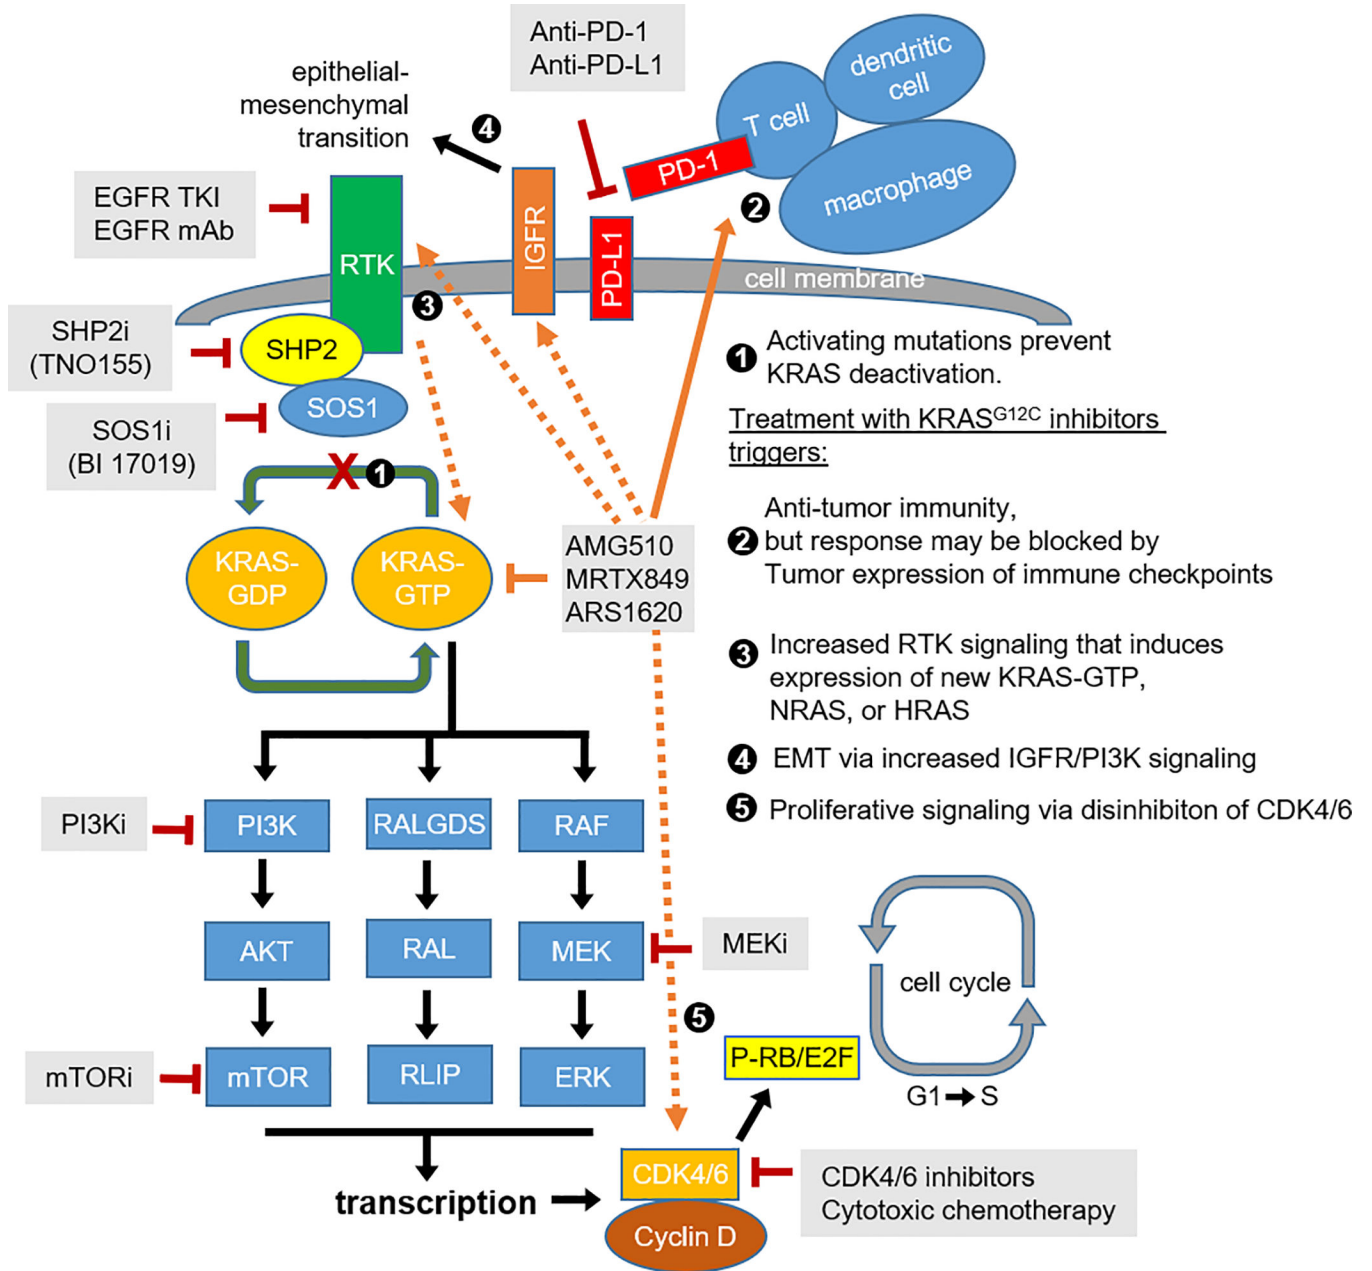 Anti-PD-1
Anti-PD-L1
dendritic
cell
T cell
macrophage
epithelial-
mesenchymal
transition
4
PD-1
2
EGFR TKI
EGFR mAb
RTK
IGFR
PD-L1
cell membrane
3
SHP2i
(TNO155)
SHP2
SOS1
SOS1i
(BI 17019)
X
1
KRAS-
GDP
KRAS-
GTP
AMG510
MRTX849
ARS1620
1 Activating mutations prevent
KRAS deactivation.
Treatment with KRASG12C inhibitors
triggers:
2 Anti-tumor immunity,
but response may be blocked by
Tumor expression of immune checkpoints
3 Increased RTK signaling that induces
expression of new KRAS-GTP,
NRAS, or HRAS
4 EMT via increased IGFR/PI3K signaling
5 Proliferative signaling via disinhibiton of CDK4/6
PI3Ki
PI3K
RALGDS
RAF
AKT
RAL
MEK
MEKi
mTORi
mTOR
RLIP
ERK
5
P-RB/E2F
cell cycle
G1
S
transcription
CDK4/6
Cyclin D
CDK4/6 inhibitors
Cytotoxic chemotherapy